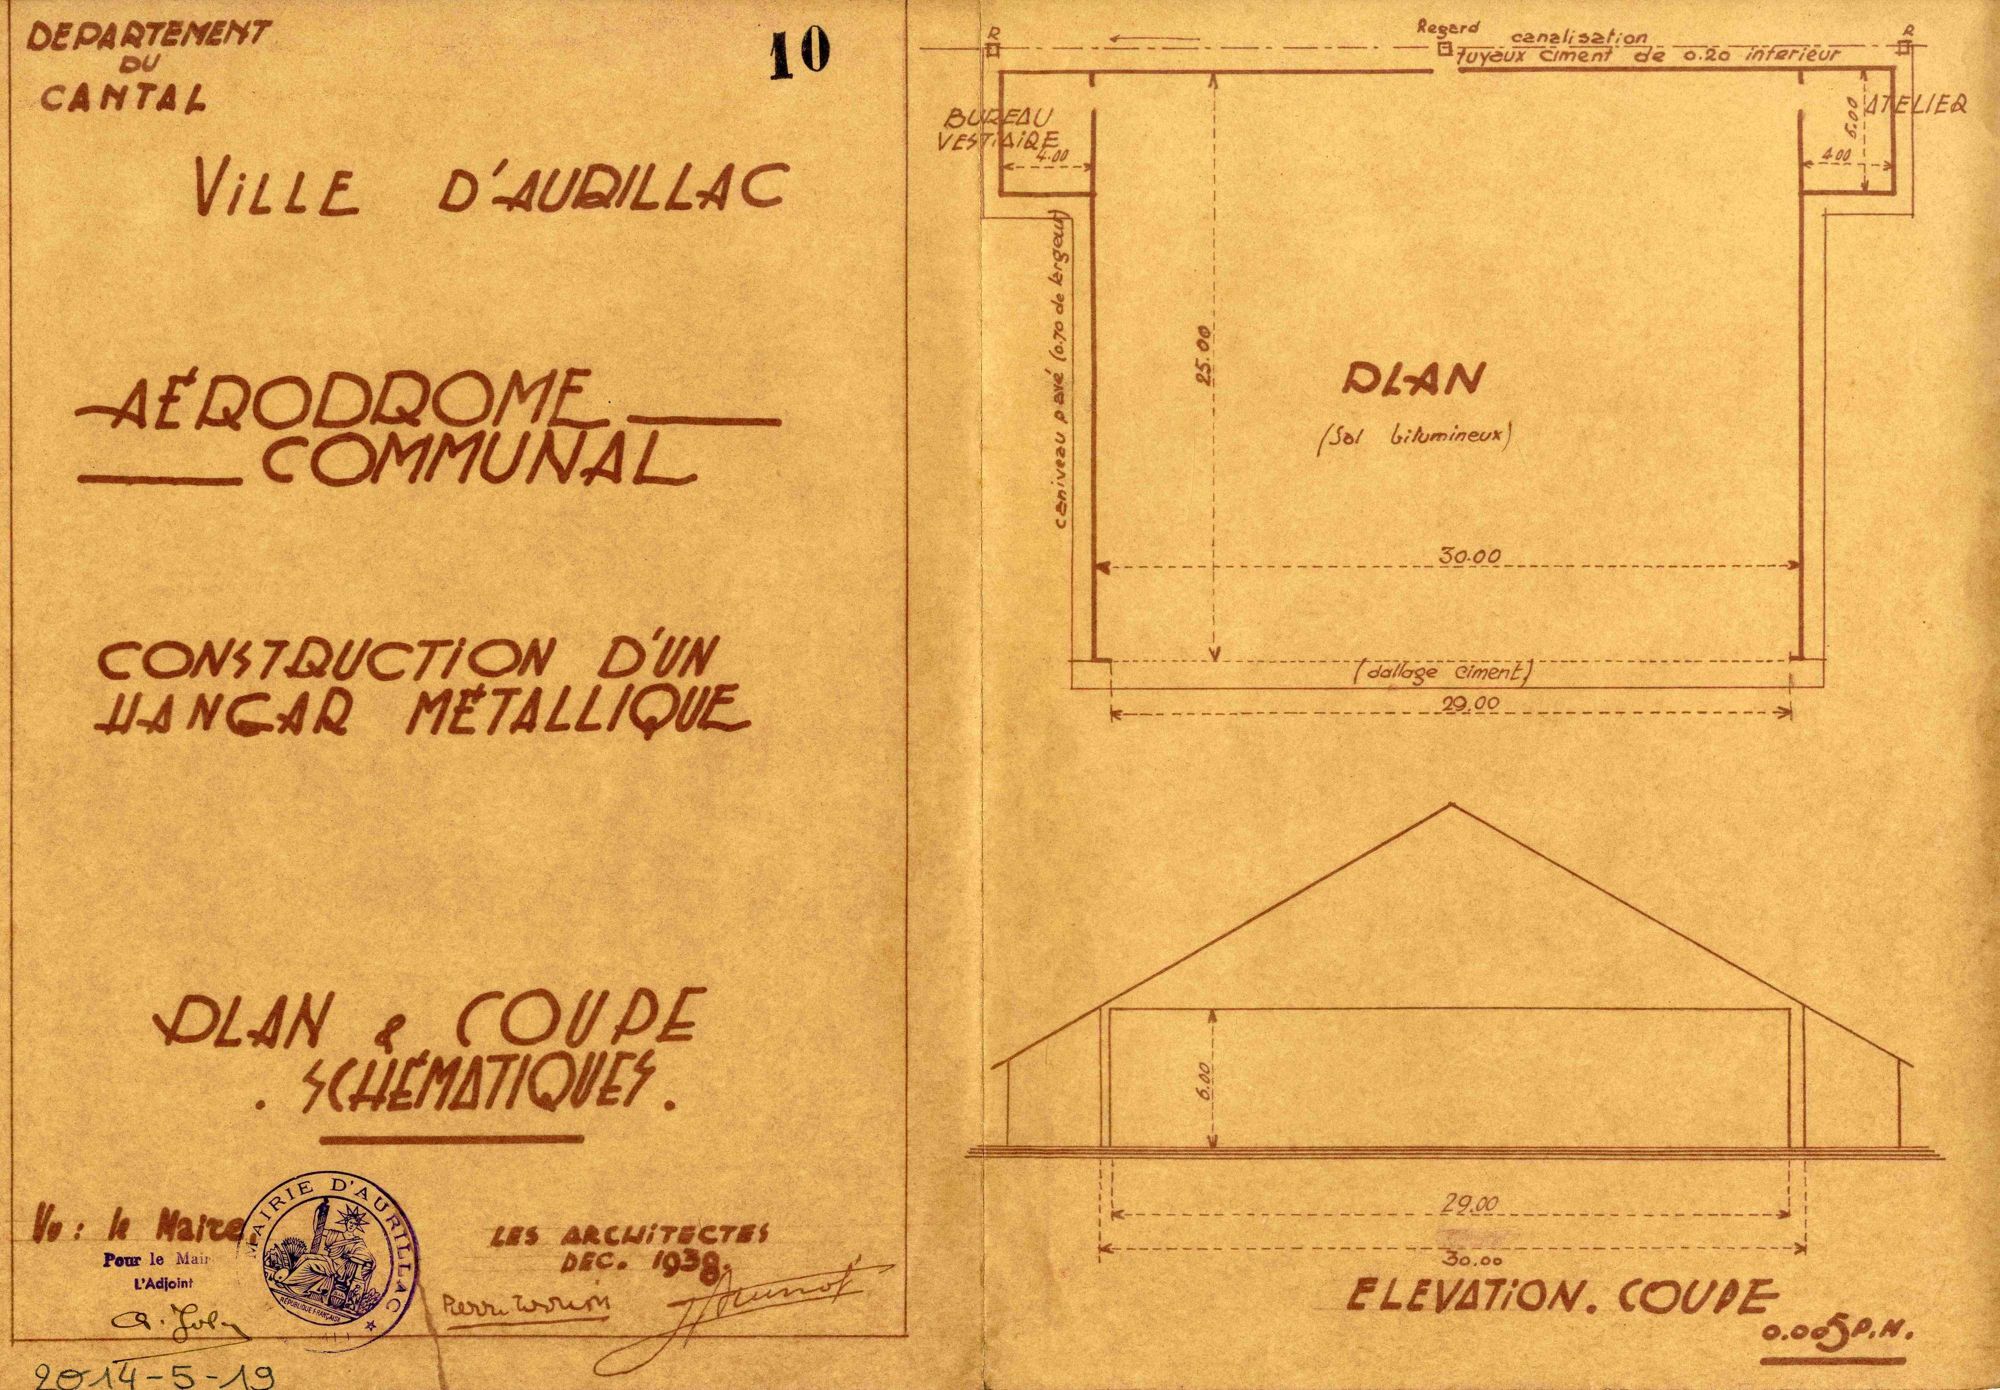 DEPARTEMENT
DU
CANTAL
10
VILLE D'AURILLAC
AÉRODROME
COMMUNAL
CONSTRUCTION D'UN
HANGAR MÉTALLIQUE
PLAN & COUPE
. SCHÉMATIQUES .
Vu : le Maire
Pour le Mair
L'Adjoint
MAIRIE D'AURILLAC
RÉPUBLIQUE FRANÇAISE
LES ARCHITECTES
DEC. 1938.
2014-5-19
R
Regard
canalisation
R
tuyaux ciment de 0.20 interieur
BUREAU
VESTIAIRE
4.00
6.00
ATELIER
4.00
caniveau pavé (0.70 de largeur)
25.00
PLAN
(Sol bitumineux)
30.00
(dallage ciment)
29.00
6.00
29.00
30.00
ELEVATION. COUPE
0.005 P.M.